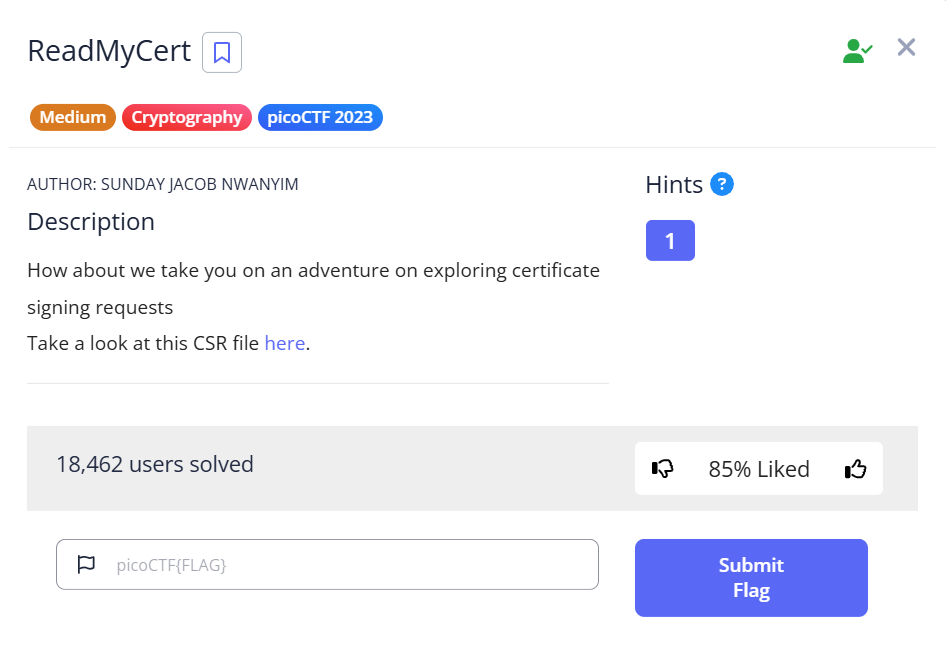 ReadMyCert
Medium Cryptography picoCTF 2023
AUTHOR: SUNDAY JACOB NWANYIM
Description
How about we take you on an adventure on exploring certificate
signing requests
Take a look at this CSR file here.
Hints ?
1
18,462 users solved
85% Liked
picoCTF{FLAG}
Submit
Flag